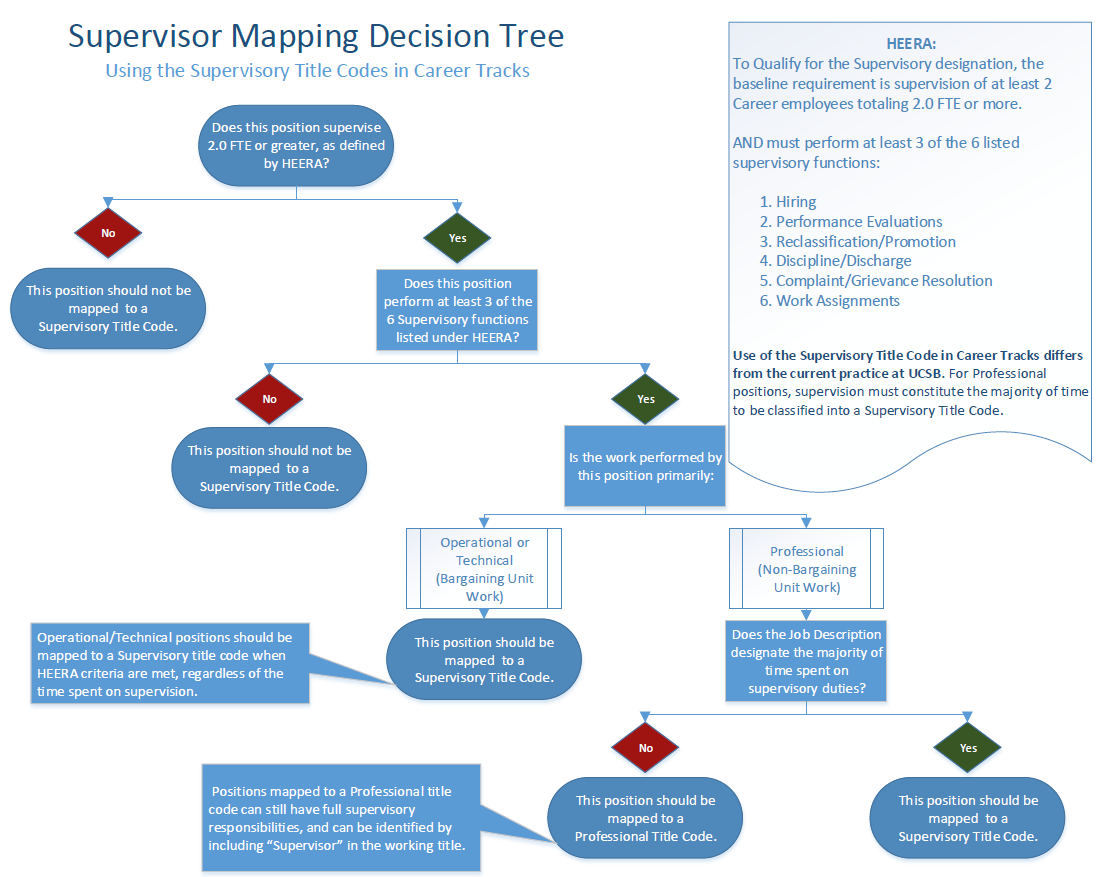 Supervisor Mapping Decision Tree
Using the Supervisory Title Codes in Career Tracks
HEERA:
To Qualify for the Supervisory designation, the
baseline requirement is supervision of at least 2
Career employees totaling 2.0 FTE or more.
AND must perform at least 3 of the 6 listed
supervisory functions:
1. Hiring
2. Performance Evaluations
3. Reclassification/Promotion
4. Discipline/Discharge
5. Complaint/Grievance Resolution
6. Work Assignments
Use of the Supervisory Title Code in Career Tracks differs
from the current practice at UCSB. For Professional
positions, supervision must constitute the majority of time
to be classified into a Supervisory Title Code.
Does this position supervise
2.0 FTE or greater, as defined
by HEERA?
No
Yes
This position should not be
mapped to a
Supervisory Title Code.
Does this position
perform at least 3 of the
6 Supervisory functions
listed under HEERA?
No
Yes
This position should not be
mapped to a
Supervisory Title Code.
Is the work performed by
this position primarily:
Operational or
Technical
(Bargaining Unit
Work)
Professional
(Non-Bargaining
Unit Work)
Operational/Technical positions should be
mapped to a Supervisory title code when
HEERA criteria are met, regardless of the
time spent on supervision.
This position should be
mapped to a
Supervisory Title Code.
Does the Job Description
designate the majority of
time spent on
supervisory duties?
No
Yes
Positions mapped to a Professional title
code can still have full supervisory
responsibilities, and can be identified by
including “Supervisor” in the working title.
This position should be
mapped to a
Professional Title Code.
This position should be
mapped to a
Supervisory Title Code.